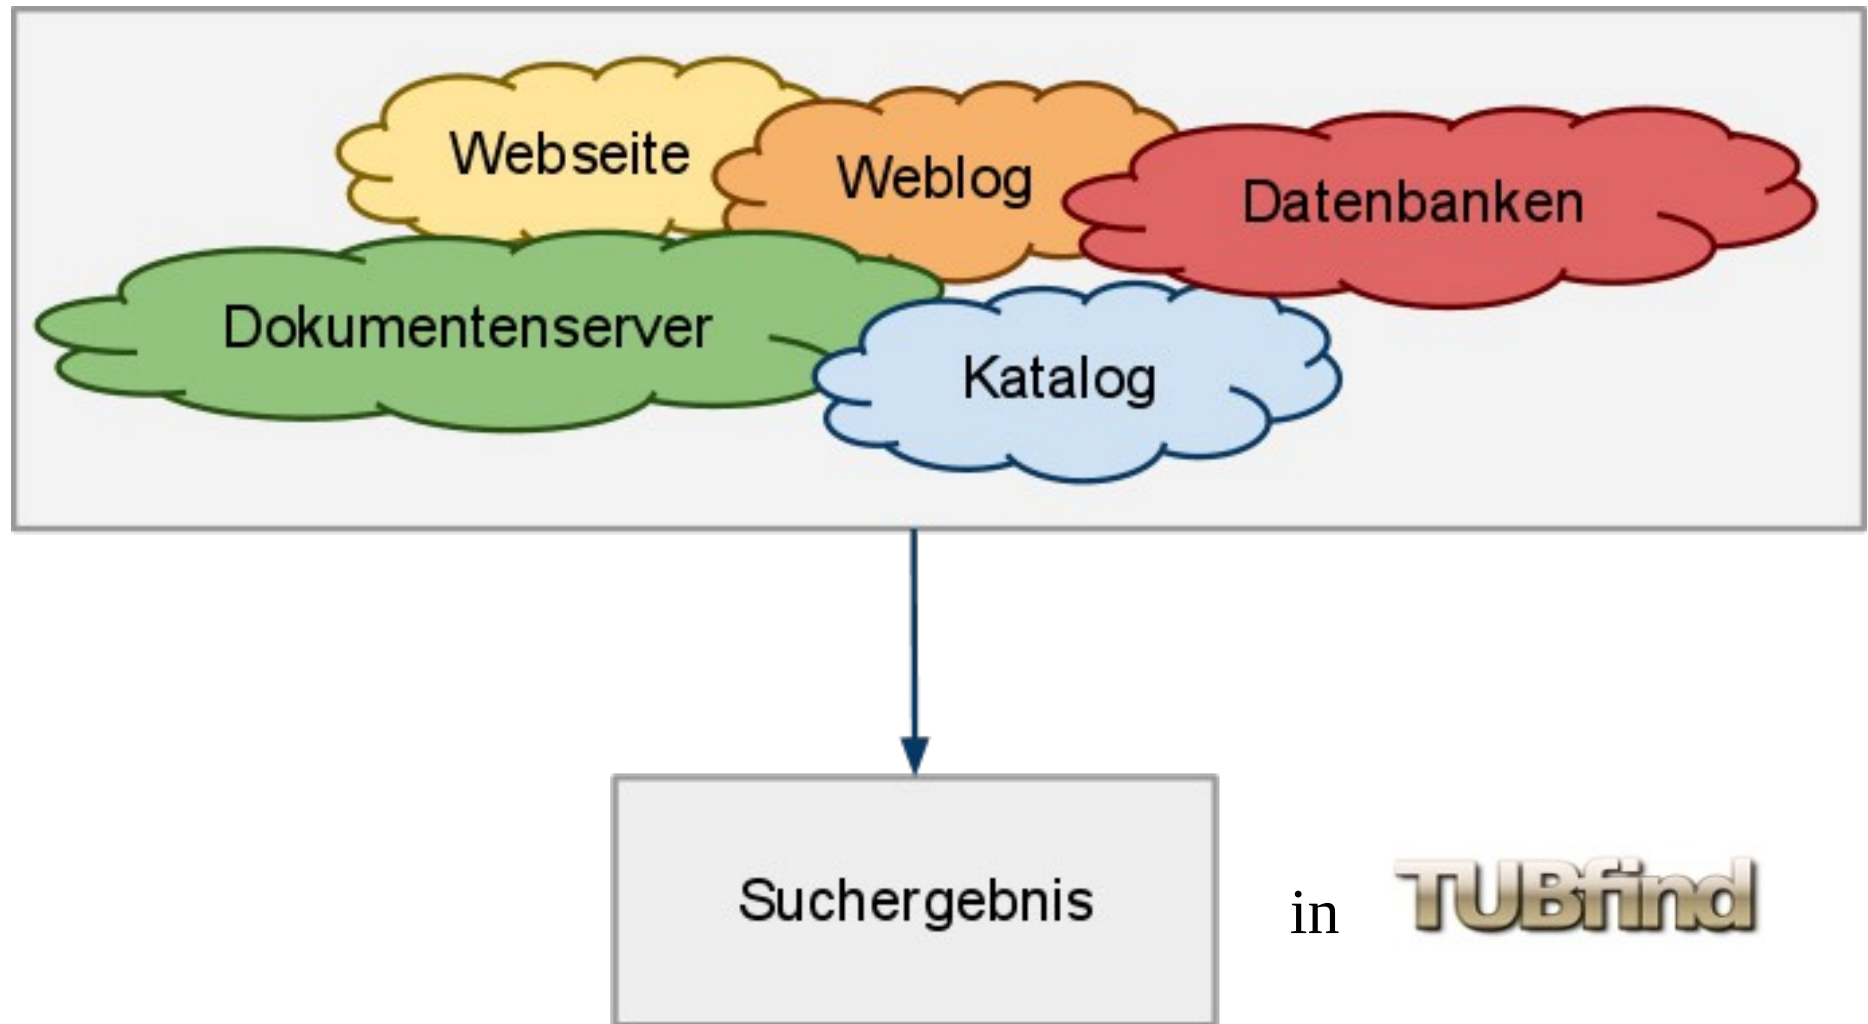 Webseite
Weblog
Datenbanken
Dokumentenserver
Katalog
Suchergebnis
in TUBfind